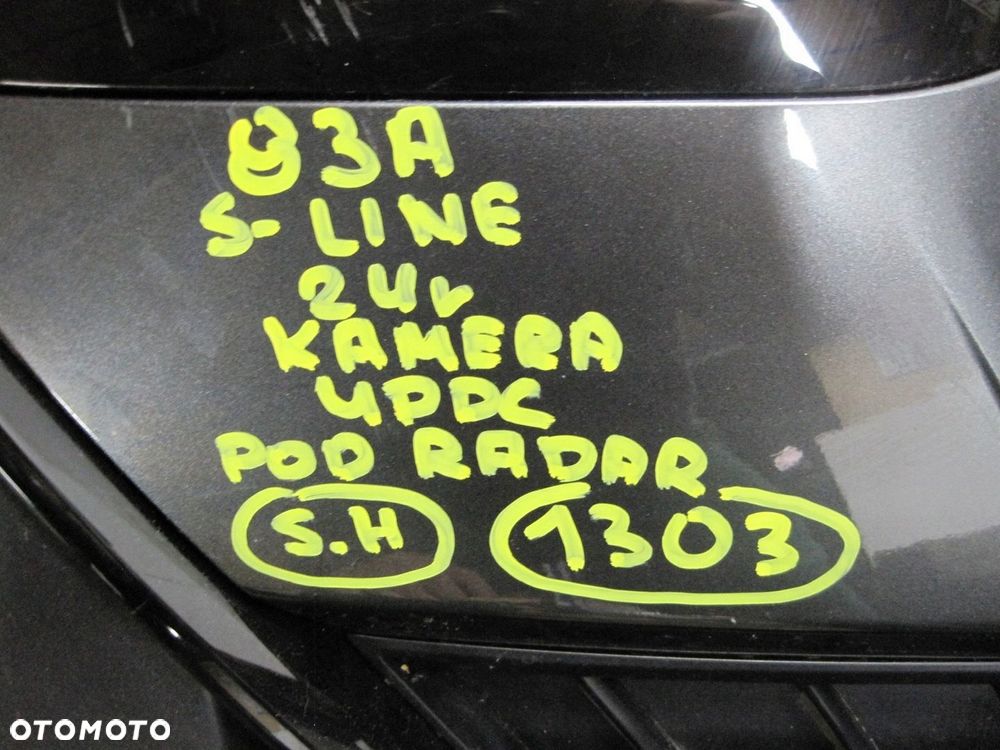 83A
S-LINE
24v
KAMERA
4PDC
POD RADAR
S.H 1303
OTOMOTO